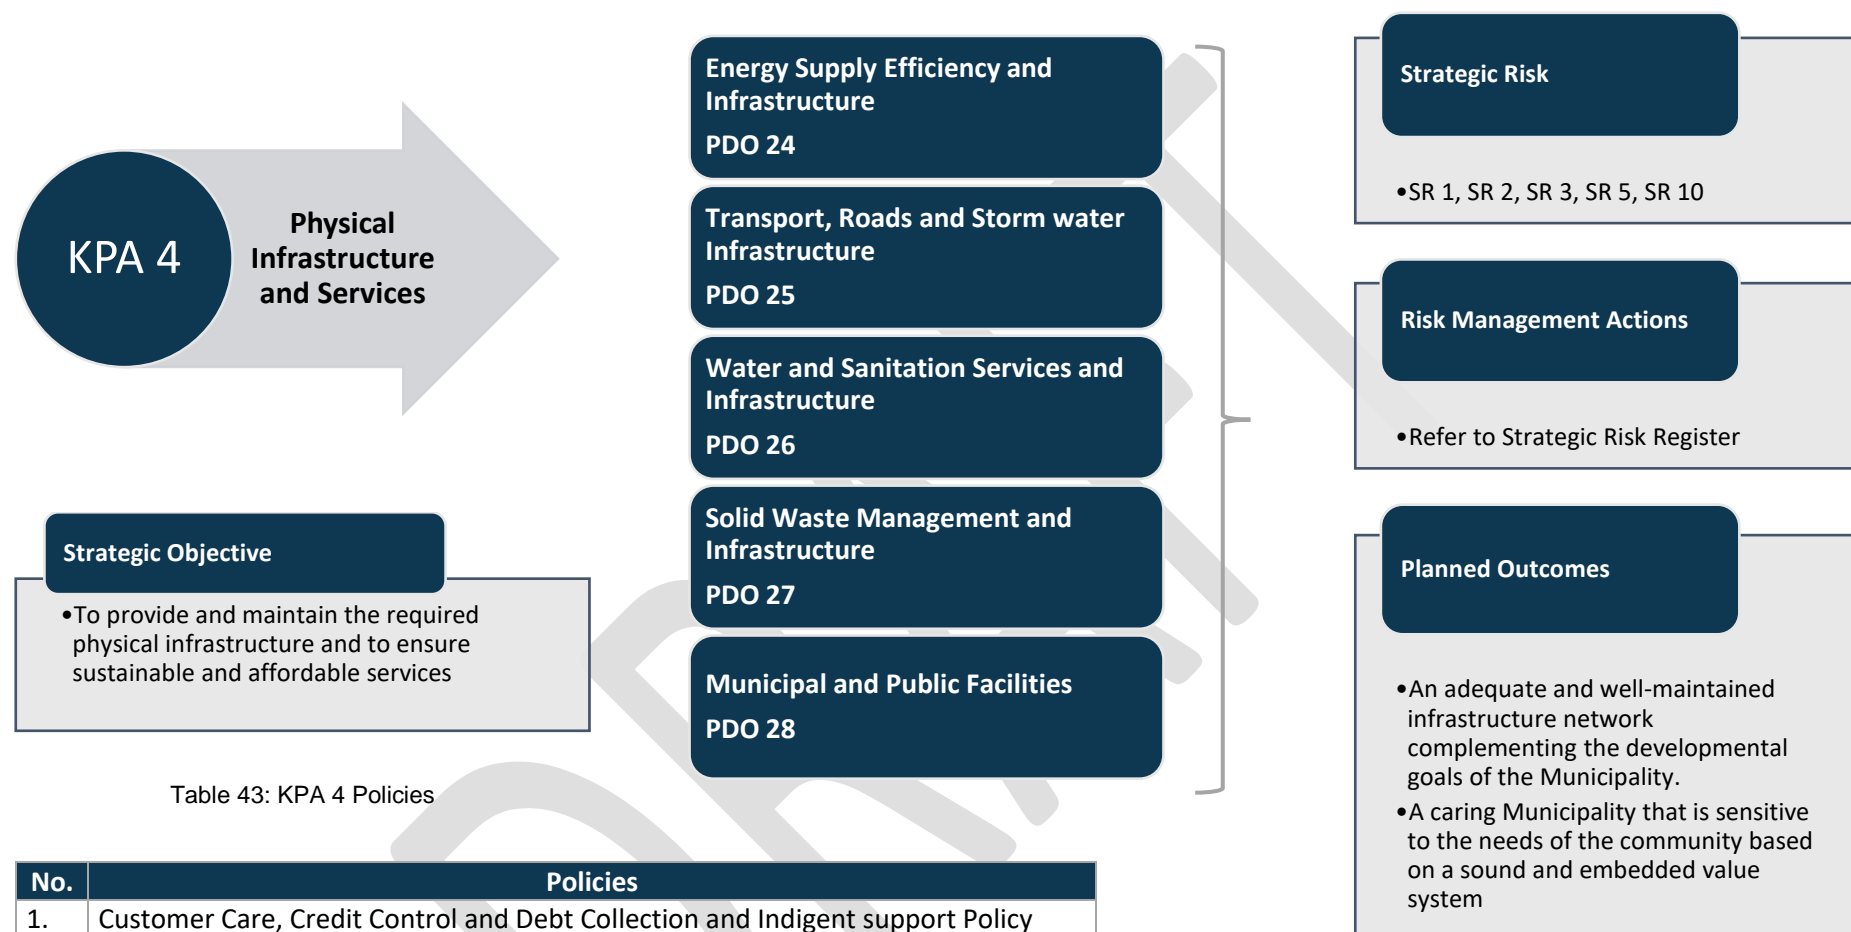 KPA 4
Physical
Infrastructure
and Services
Strategic Objective
•To provide and maintain the required
physical infrastructure and to ensure
sustainable and affordable services
Energy Supply Efficiency and
Infrastructure
PDO 24
Transport, Roads and Storm water
Infrastructure
PDO 25
Water and Sanitation Services and
Infrastructure
PDO 26
Solid Waste Management and
Infrastructure
PDO 27
Municipal and Public Facilities
PDO 28
Strategic Risk
•SR 1, SR 2, SR 3, SR 5, SR 10
Risk Management Actions
•Refer to Strategic Risk Register
Planned Outcomes
•An adequate and well-maintained
infrastructure network
complementing the developmental
goals of the Municipality.
•A caring Municipality that is sensitive
to the needs of the community based
on a sound and embedded value
system
Table 43: KPA 4 Policies
No. Policies
1. Customer Care, Credit Control and Debt Collection and Indigent support Policy
DRAFT